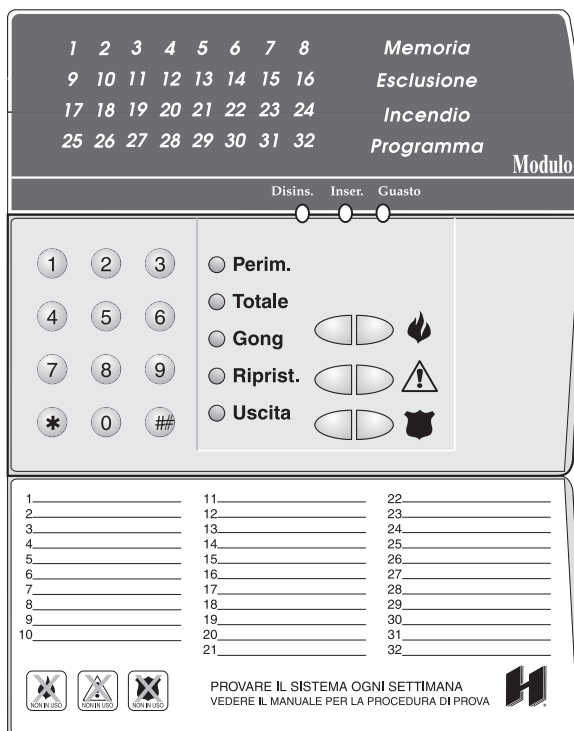 1 2 3 4 5 6 7 8 Memoria
9 10 11 12 13 14 15 16 Esclusione
17 18 19 20 21 22 23 24 Incendio
25 26 27 28 29 30 31 32 Programma
Modulo
Disins. Inser. Guasto
1 2 3
4 5 6
7 8 9
* 0 #
Perim.
Totale
Gong
Riprist.
Uscita
1
2
3
4
5
6
7
8
9
10
11
12
13
14
15
16
17
18
19
20
21
22
23
24
25
26
27
28
29
30
31
32
NON IN USO NON IN USO NON IN USO
PROVARE IL SISTEMA OGNI SETTIMANA
VEDERE IL MANUALE PER LA PROCEDURA DI PROVA
H